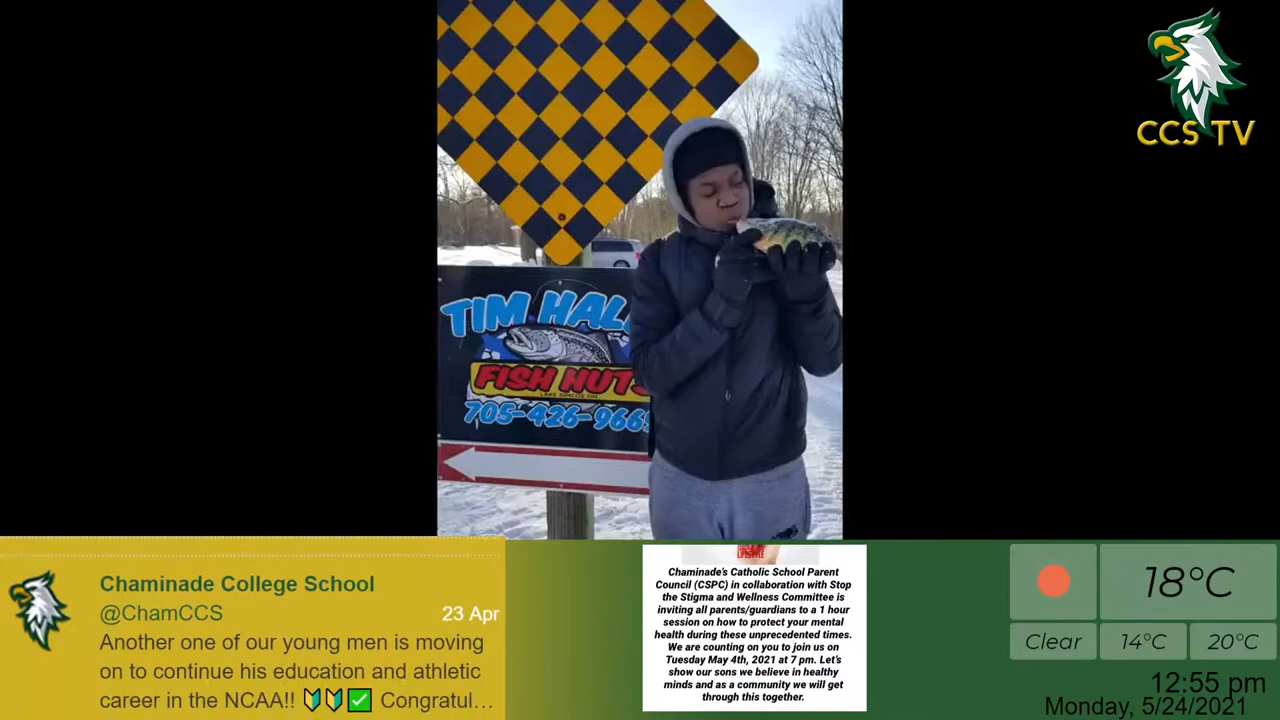 CCS TV
TIM HAL
FISH HUTS
LAKE SIMCOE ON.
705-426-966
Chaminade College School
@ChamCCS
23 Apr
Another one of our young men is moving
on to continue his education and athletic
career in the NCAA!! 🔰🔰✅ Congratul...
LIFESTYLE
Chaminade's Catholic School Parent
Council (CSPC) in collaboration with Stop
the Stigma and Wellness Committee is
inviting all parents/guardians to a 1 hour
session on how to protect your mental
health during these unprecedented times.
We are counting on you to join us on
Tuesday May 4th, 2021 at 7 pm. Let's
show our sons we believe in healthy
minds and as a community we will get
through this together.
18°C
Clear
14°C
20°C
12:55 pm
Monday, 5/24/2021